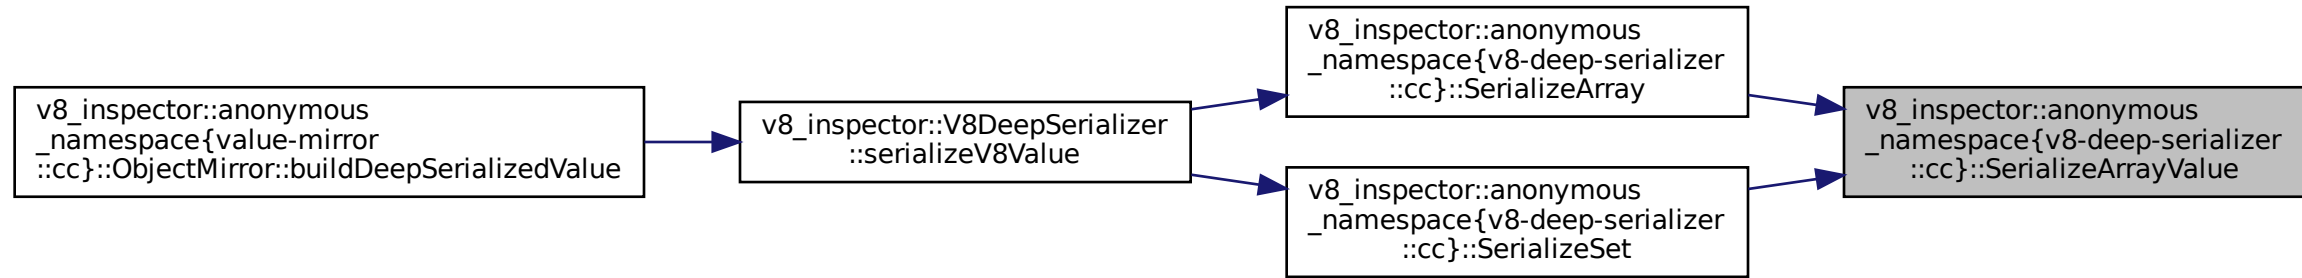 v8_inspector::anonymous
_namespace{value-mirror
::cc}::ObjectMirror::buildDeepSerializedValue
v8_inspector::V8DeepSerializer
::serializeV8Value
v8_inspector::anonymous
_namespace{v8-deep-serializer
::cc}::SerializeArray
v8_inspector::anonymous
_namespace{v8-deep-serializer
::cc}::SerializeSet
v8_inspector::anonymous
_namespace{v8-deep-serializer
::cc}::SerializeArrayValue